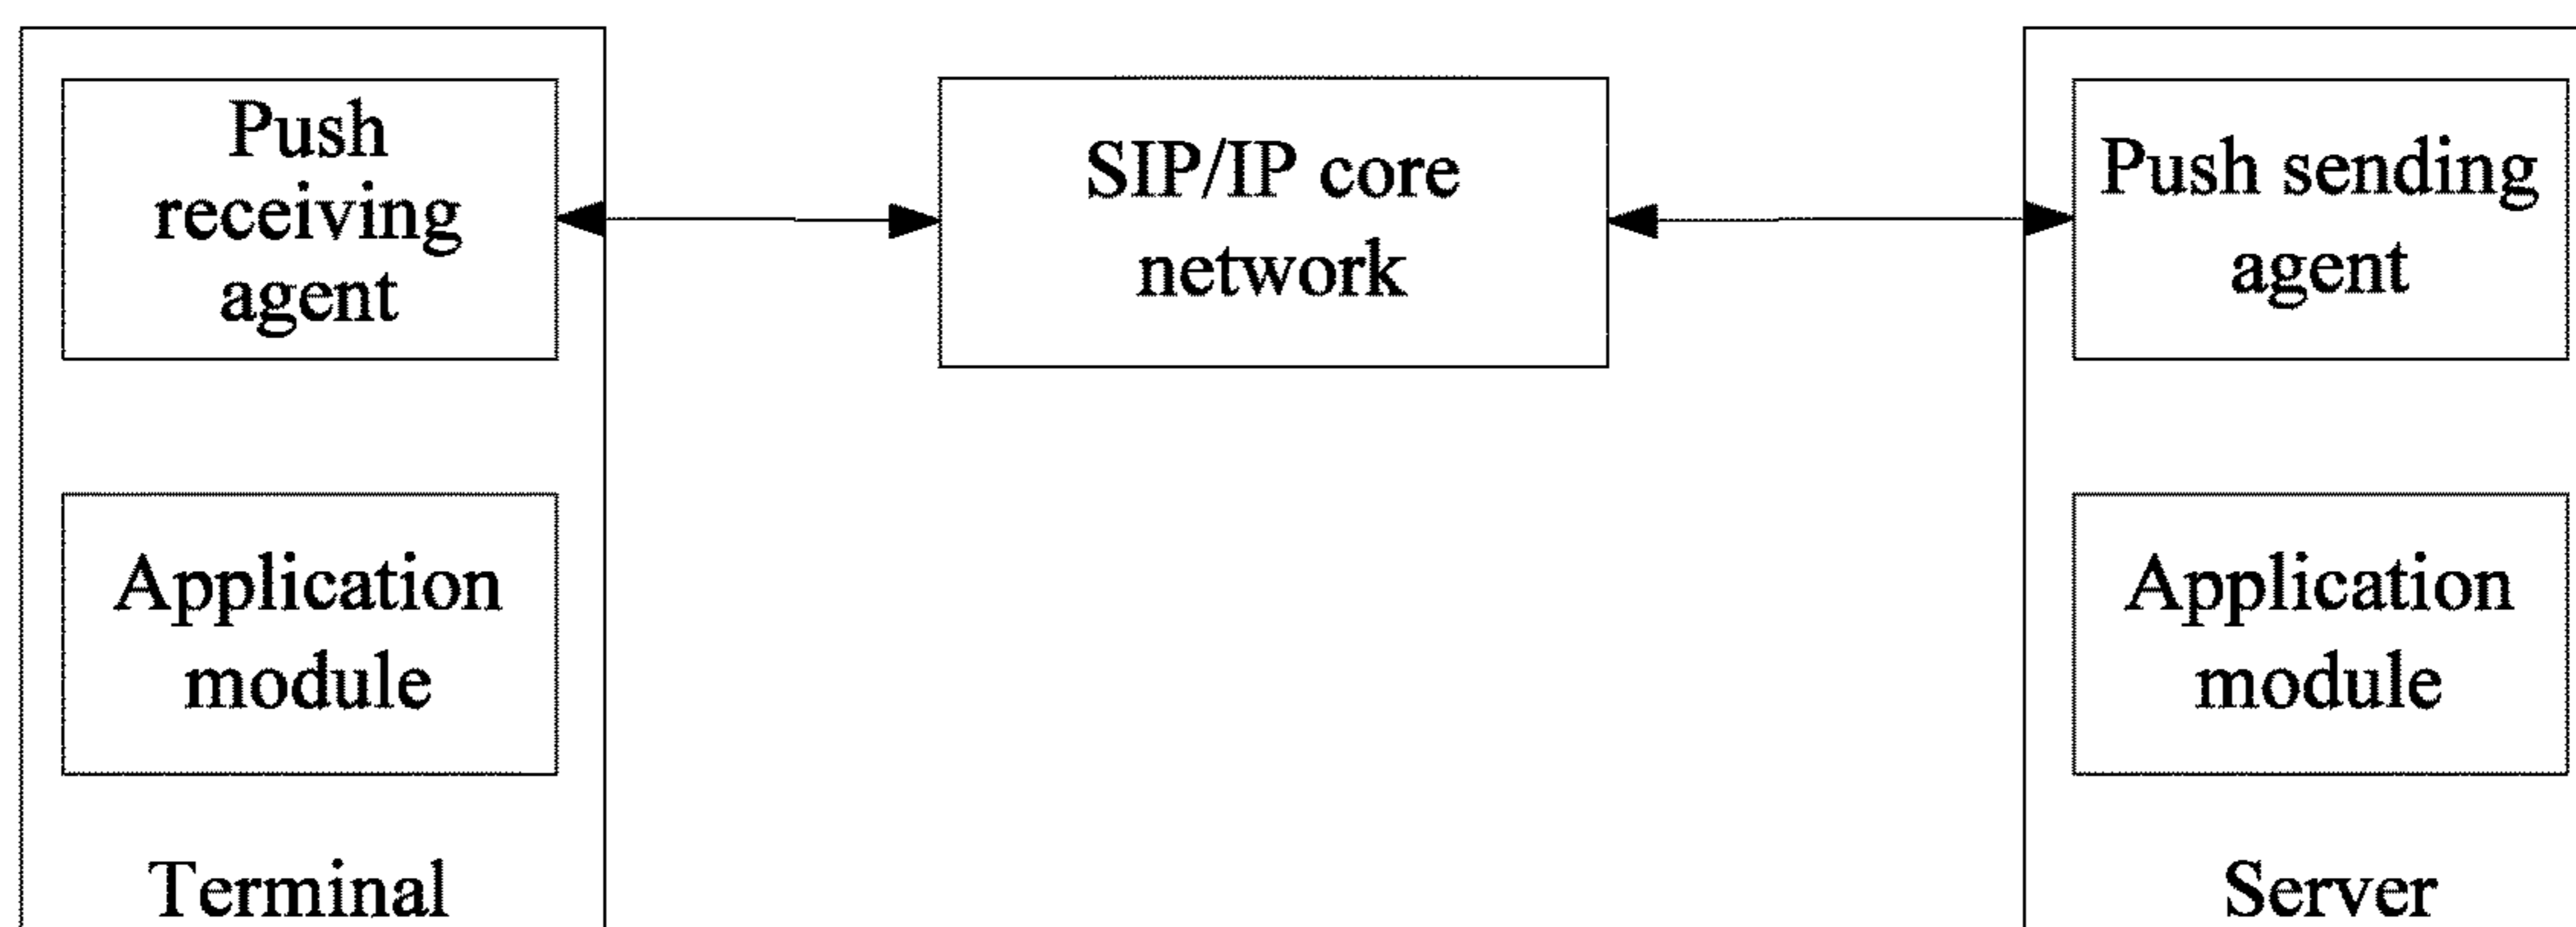 Push
receiving
agent
SIP/IP core
network
Push sending
agent
Application
module
Application
module
Terminal
Server